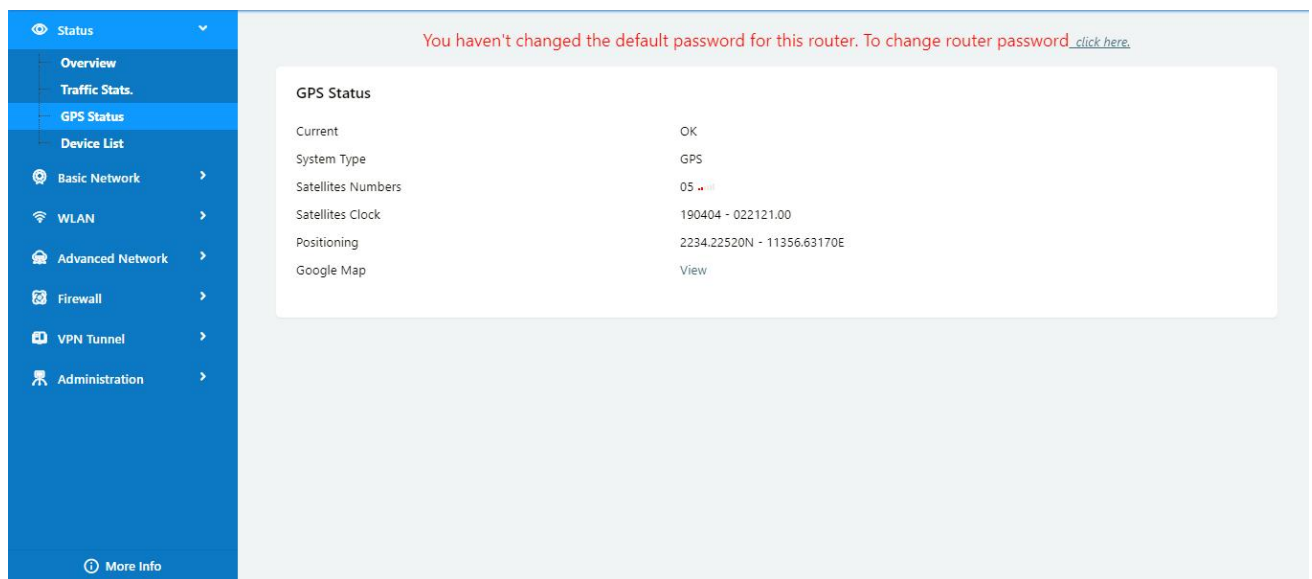 Status
Overview
Traffic Stats.
GPS Status
Device List
Basic Network
WLAN
Advanced Network
Firewall
VPN Tunnel
Administration
More Info
You haven't changed the default password for this router. To change router password click here.
GPS Status
Current OK
System Type GPS
Satellites Numbers 05
Satellites Clock 190404 - 022121.00
Positioning 2234.22520N - 11356.63170E
Google Map View